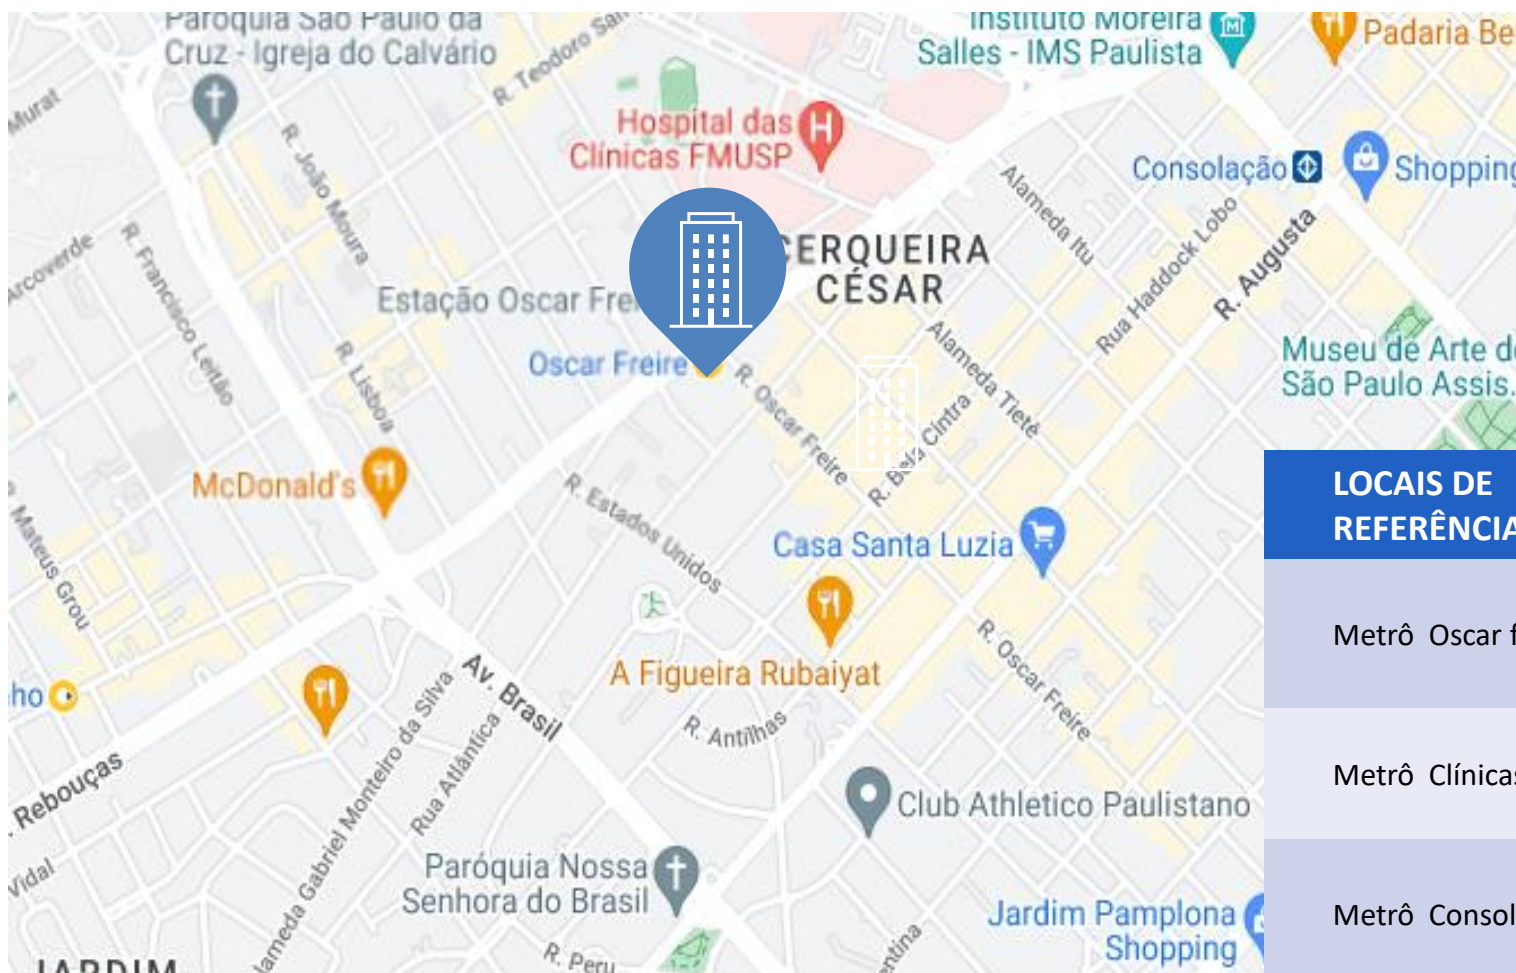 Paróquia São Paulo da
Cruz - Igreja do Calvário
R. Teodoro
Instituto Moreira
Salles - IMS Paulista
Padaria Be
Murat
R. João Moura
Hospital das
Clínicas FMUSP
H
Consolação
Shopping
Alameda Itu
Rua Haddock Lobo
R. Augusta
Arcoverde
R. Francisco Leitão
CERQUEIRA
CÉSAR
Estação Oscar Fre
Oscar Freire
R. Lisboa
R. Oscar Freire
Alameda Tietê
R. Bela Cintra
Museu de Arte de
São Paulo Assis.
McDonald's
R. Estados Unidos
Casa Santa Luzia
LOCAIS DE
REFERÊNCIA
Mateus Grou
A Figueira Rubaiyat
R. Oscar Freire
Metrô Oscar f
ho
Av. Brasil
R. Antilhas
Alameda Gabriel Monteiro da Silva
Rua Atlântica
Rebouças
Metrô Clínicas
Club Athletico Paulistano
Vidal
Paróquia Nossa
Senhora do Brasil
Jardim Pamplona
Shopping
Metrô Consol
R. Peru
entina
JARDIM